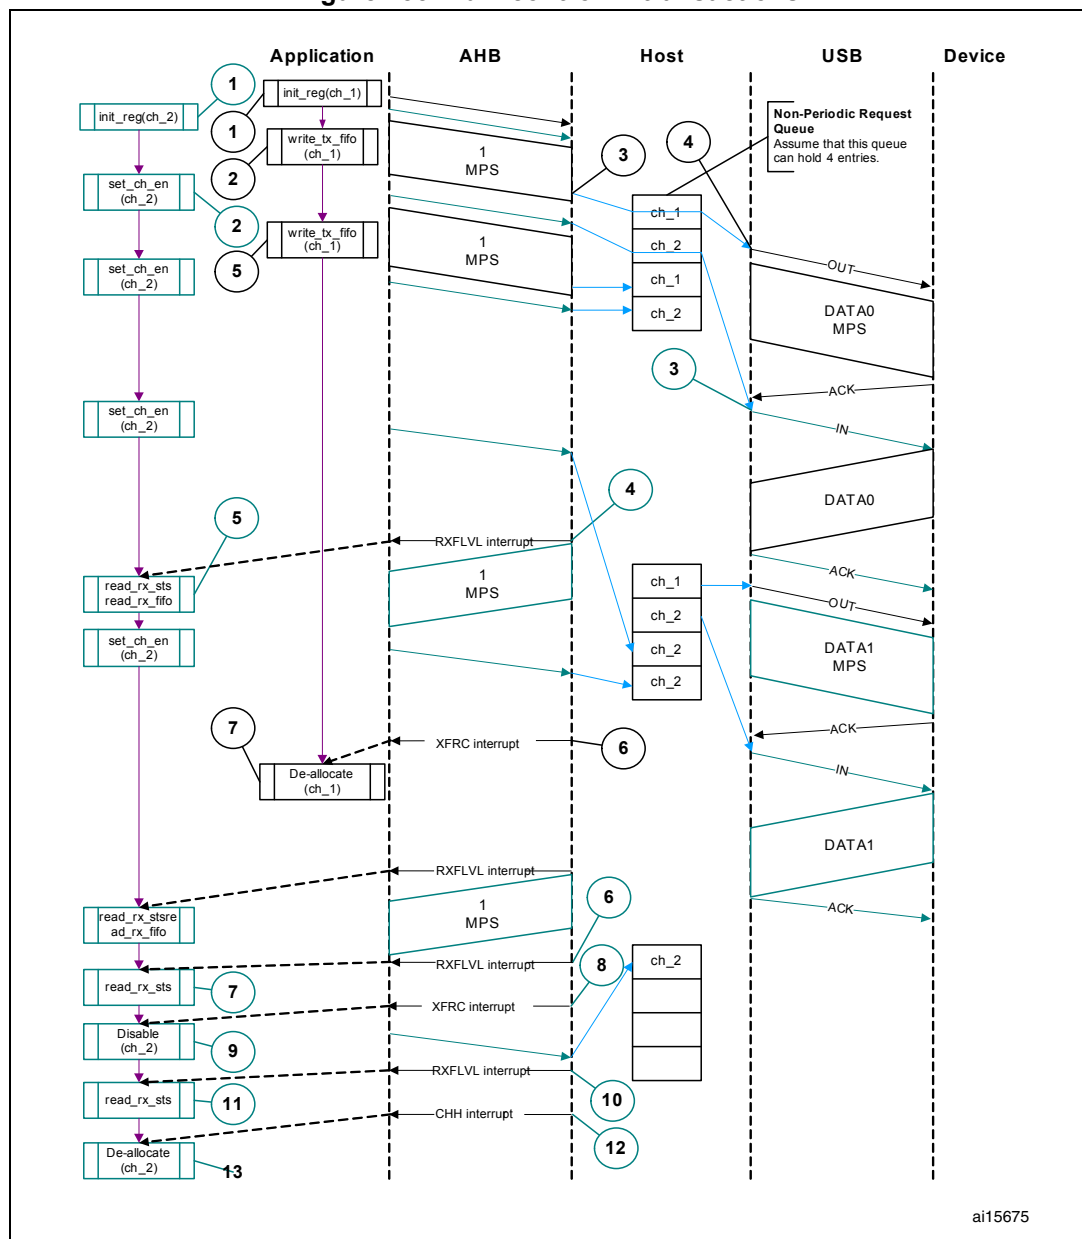 Application
AHB
Host
USB
Device
1
init_reg(ch_1)
init_reg(ch_2)
1
Non-Periodic Request
Queue
Assume that this queue
can hold 4 entries.
write_tx_fifo
(ch_1)
1
MPS
3
4
2
set_ch_en
(ch_2)
ch_1
2
write_tx_fifo
(ch_1)
5
1
MPS
ch_2
set_ch_en
(ch_2)
ch_1
OUT
ch_2
DATA0
MPS
3
ACK
set_ch_en
(ch_2)
IN
4
DATA0
5
RXFLVL interrupt
read_rx_sts
read_rx_fifo
1
MPS
ch_1
ACK
OUT
ch_2
set_ch_en
(ch_2)
ch_2
DATA1
MPS
ch_2
7
XFRC interrupt
6
ACK
De-allocate
(ch_1)
IN
DATA1
RXFLVL interrupt
read_rx_stsre
ad_rx_fifo
1
MPS
6
ACK
RXFLVL interrupt
8
ch_2
read_rx_sts
7
XFRC interrupt
Disable
(ch_2)
9
RXFLVL interrupt
read_rx_sts
11
10
CHH interrupt
12
De-allocate
(ch_2)
13
ai15675